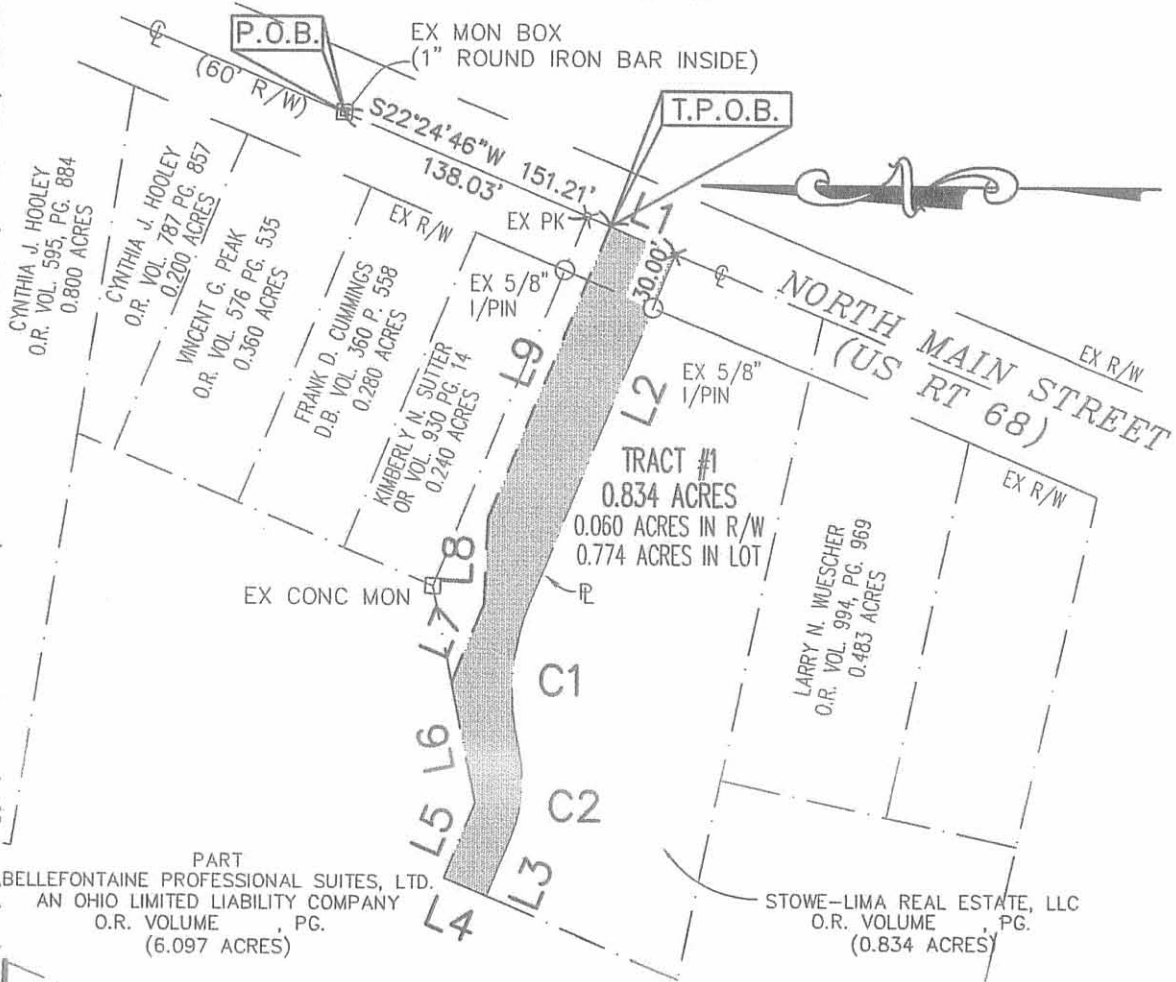 P.O.B.
EX MON BOX
(1" ROUND IRON BAR INSIDE)
℄
(60' R/W)
S22°24'46"W 151.21'
138.03'
T.P.O.B.
L1
30.00'
℄
EX PK
EX R/W
EX 5/8"
I/PIN
NORTH MAIN STREET
(US RT 68)
EX R/W
EX R/W
CYNTHIA J. HOOLEY
O.R. VOL. 595, PG. 884
0.800 ACRES
CYNTHIA J. HOOLEY
O.R. VOL. 787 PG. 857
0.200 ACRES
VINCENT G. PEAK
O.R. VOL. 576 PG. 535
0.360 ACRES
FRANK D. CUMMINGS
D.B. VOL. 360 P. 558
0.280 ACRES
KIMBERLY N. SUTTER
OR VOL. 930 PG. 14
0.240 ACRES
L9
L2
EX 5/8"
I/PIN
TRACT #1
0.834 ACRES
0.060 ACRES IN R/W
0.774 ACRES IN LOT
L8
EX CONC MON
L7
PL
C1
LARRY N. WUESCHER
O.R. VOL. 994, PG. 969
0.483 ACRES
L6
C2
L5
L3
L4
PART
BELLEFONTAINE PROFESSIONAL SUITES, LTD.
AN OHIO LIMITED LIABILITY COMPANY
O.R. VOLUME , PG.
(6.097 ACRES)
STOWE-LIMA REAL ESTATE, LLC
O.R. VOLUME , PG.
(0.834 ACRES)